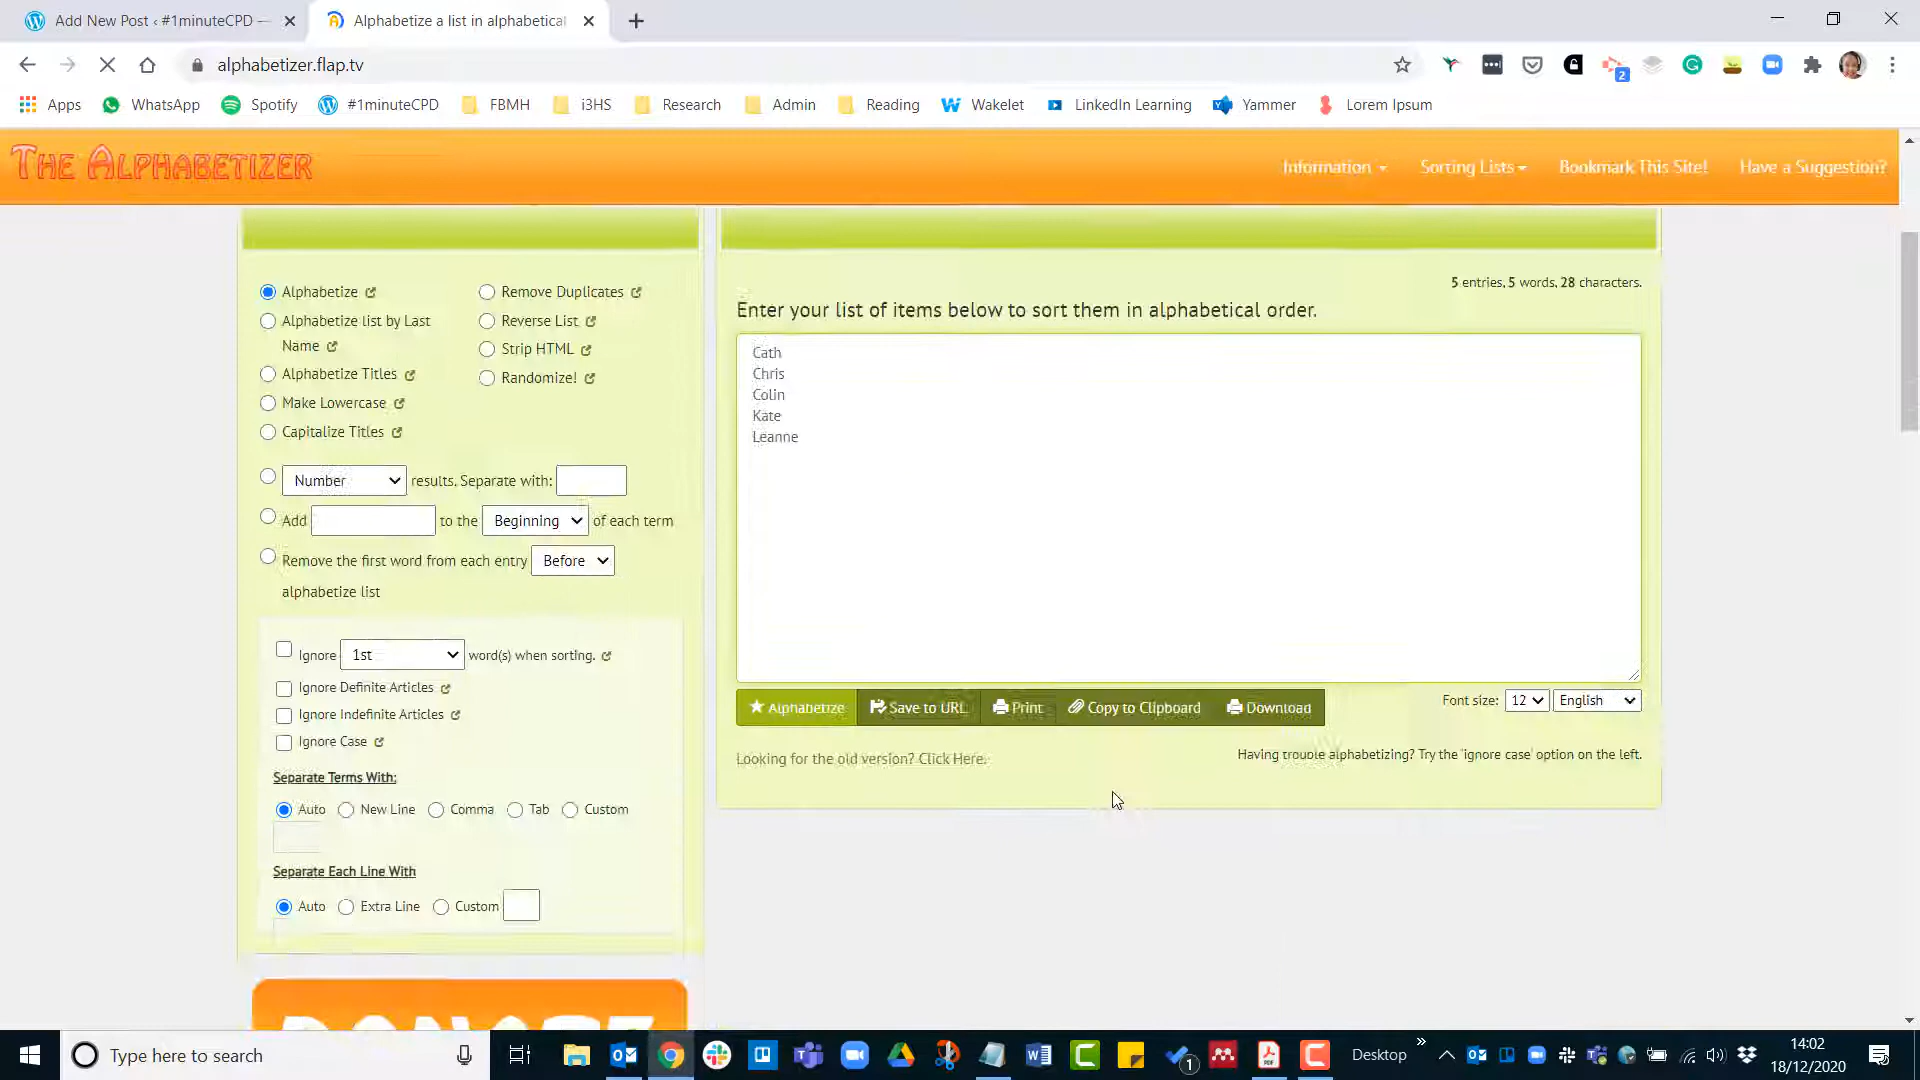 Add New Post ‹ #1minuteCPD —
Alphabetize a list in alphabetical
alphabetizer.flap.tv
2
Apps WhatsApp Spotify #1minuteCPD FBMH i3HS Research Admin Reading Wakelet LinkedIn Learning Yammer Lorem Ipsum
The Alphabetizer
Information Sorting Lists Bookmark This Site! Have a Suggestion?
Alphabetize
Alphabetize list by Last Name
Alphabetize Titles
Make Lowercase
Capitalize Titles
Remove Duplicates
Reverse List
Strip HTML
Randomize!
Number results. Separate with:
Add to the Beginning of each term
Remove the first word from each entry Before
alphabetize list
Ignore 1st word(s) when sorting.
Ignore Definite Articles
Ignore Indefinite Articles
Ignore Case
Separate Terms With:
Auto New Line Comma Tab Custom
Separate Each Line With
Auto Extra Line Custom
5 entries, 5 words, 28 characters.
Enter your list of items below to sort them in alphabetical order.
Cath
Chris
Colin
Kate
Leanne
Alphabetize Save to URL Print Copy to Clipboard Download
Font size: 12 English
Looking for the old version? Click Here.
Having trouble alphabetizing? Try the 'ignore case' option on the left.
Type here to search
1
Desktop
14:02
18/12/2020